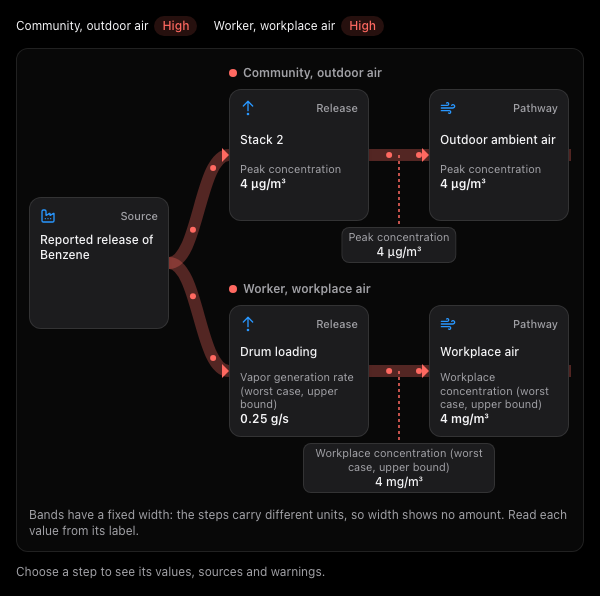 Community, outdoor air High Worker, workplace air High
Community, outdoor air
Release
Stack 2
Peak concentration
4 µg/m³
Pathway
Outdoor ambient air
Peak concentration
4 µg/m³
Peak concentration
4 µg/m³
Source
Reported release of
Benzene
Worker, workplace air
Release
Drum loading
Vapor generation rate
(worst case, upper
bound)
0.25 g/s
Pathway
Workplace air
Workplace
concentration (worst
case, upper bound)
4 mg/m³
Workplace concentration (worst
case, upper bound)
4 mg/m³
Bands have a fixed width: the steps carry different units, so width shows no amount. Read each
value from its label.
Choose a step to see its values, sources and warnings.